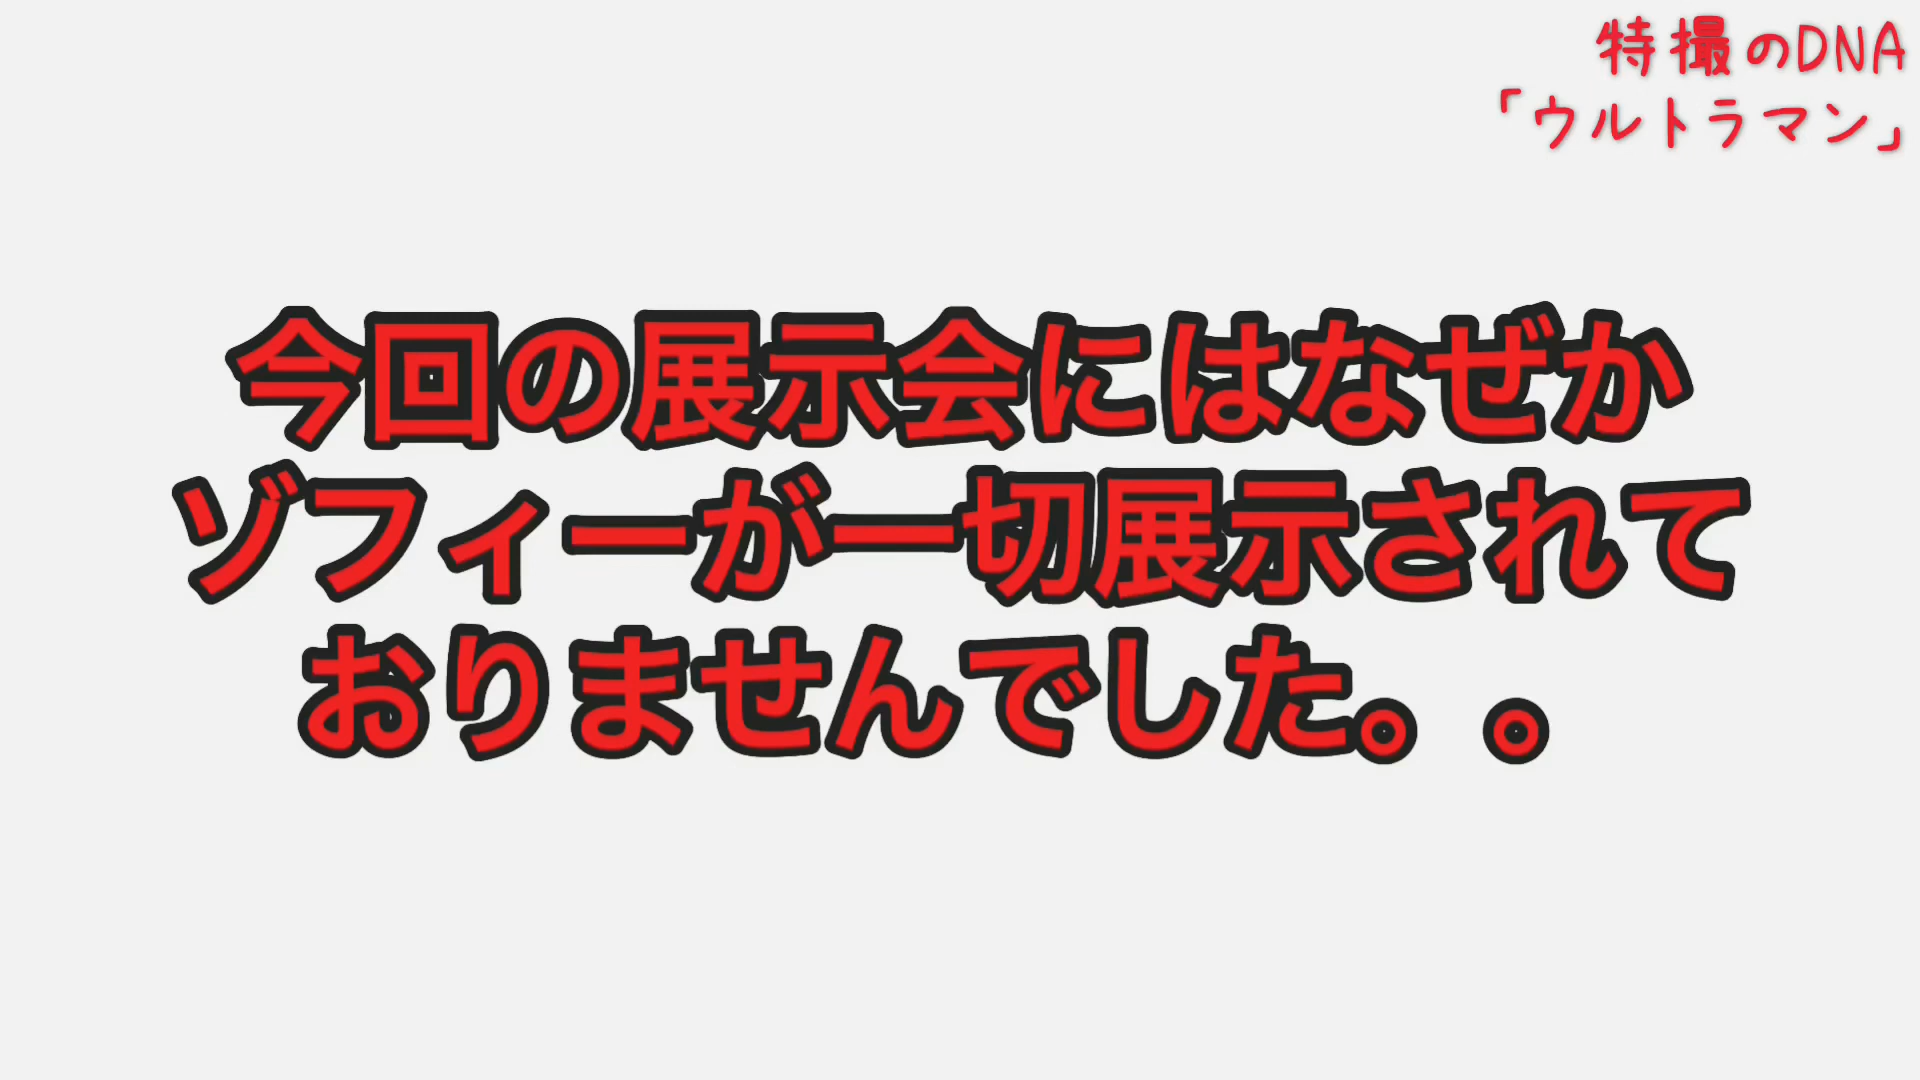 特撮のDNA
「ウルトラマン」
今回の展示会にはなぜか
ゾフィーが一切展示されて
おりませんでした。。